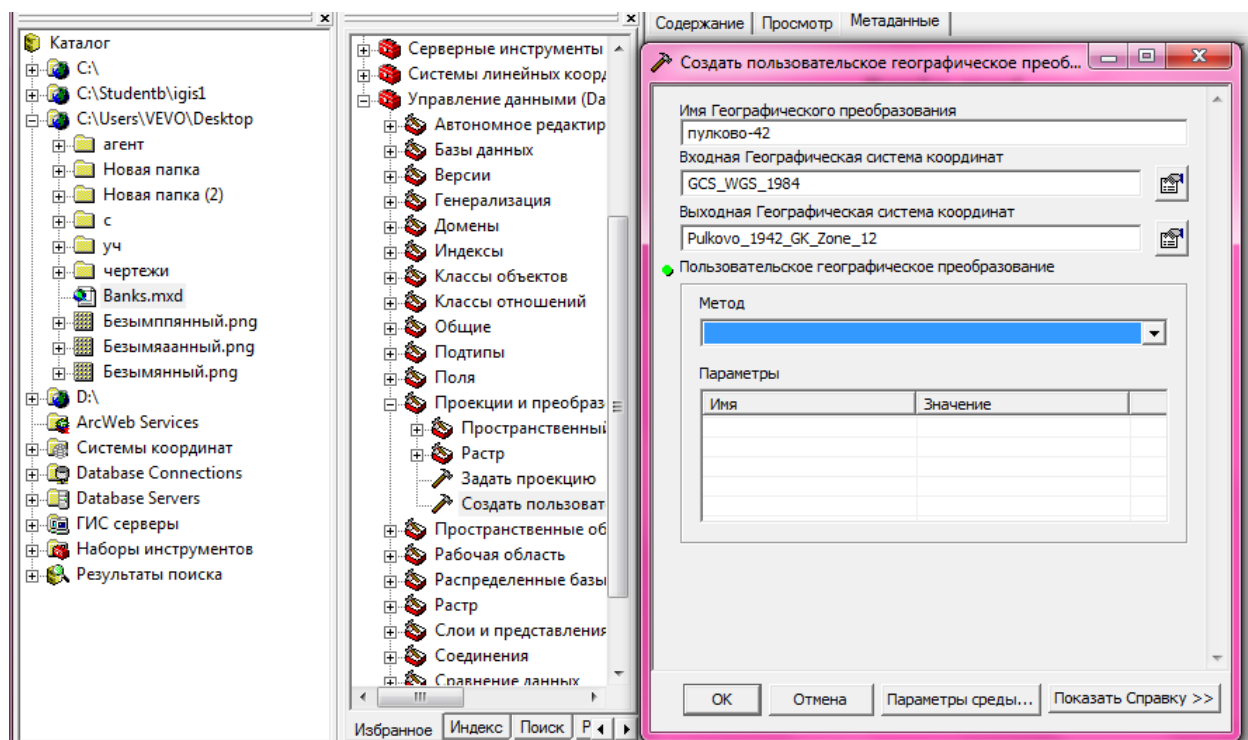 Каталог
C:\
C:\Studentb\igis1
C:\Users\VEVO\Desktop
агент
Новая папка
Новая папка (2)
с
уч
чертежи
Banks.mxd
Безымппянный.png
Безымяаанный.png
Безымянный.png
D:\
ArcWeb Services
Системы координат
Database Connections
Database Servers
ГИС серверы
Наборы инструментов
Результаты поиска
Серверные инструменты
Системы линейных коорд
Управление данными (Da
Автономное редактир
Базы данных
Версии
Генерализация
Домены
Индексы
Классы объектов
Классы отношений
Общие
Подтипы
Поля
Проекции и преобраз
Пространственный
Растр
Задать проекцию
Создать пользоват
Пространственные об
Рабочая область
Распределенные базы
Растр
Слои и представления
Соединения
Сравнение данных
Избранное Индекс Поиск Р
Содержание Просмотр Метаданные
Создать пользовательское географическое преоб...
Имя Географического преобразования
пулково-42
Входная Географическая система координат
GCS_WGS_1984
Выходная Географическая система координат
Pulkovo_1942_GK_Zone_12
Пользовательское географическое преобразование
Метод
Параметры
Имя Значение
OK Отмена Параметры среды... Показать Справку >>